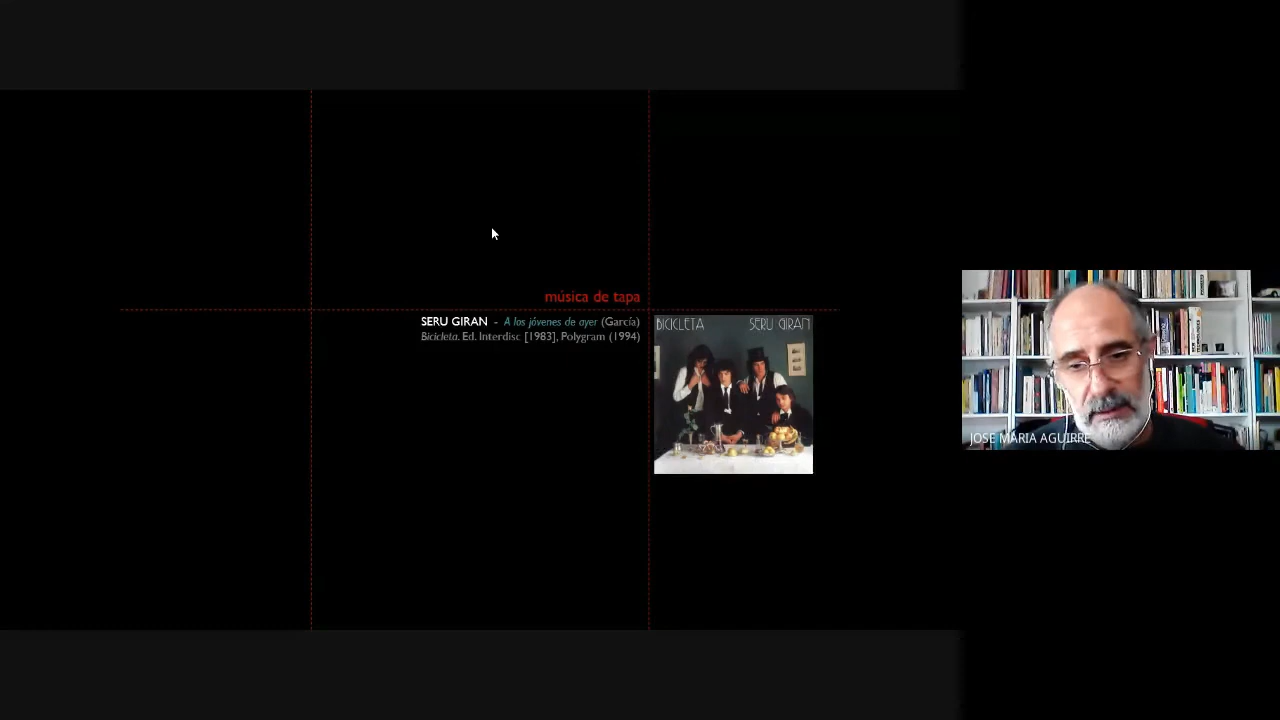 música de tapa
SERU GIRAN - A los jóvenes de ayer (García)
Bicicleta. Ed. Interdisc [1983], Polygram (1994)
BICICLETA SERU GIRAN
JOSE MARIA AGUIRRE